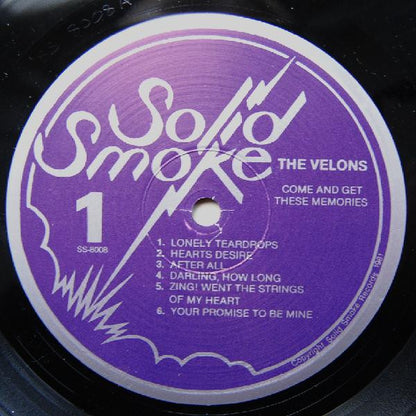 Solid
Smoke
THE VELONS
COME AND GET
THESE MEMORIES
1
SS-8008
1. LONELY TEARDROPS
2. HEARTS DESIRE
3. AFTER ALL
4. DARLING, HOW LONG
5. ZING! WENT THE STRINGS
OF MY HEART
6. YOUR PROMISE TO BE MINE
Copyright Solid Smoke Records 1981